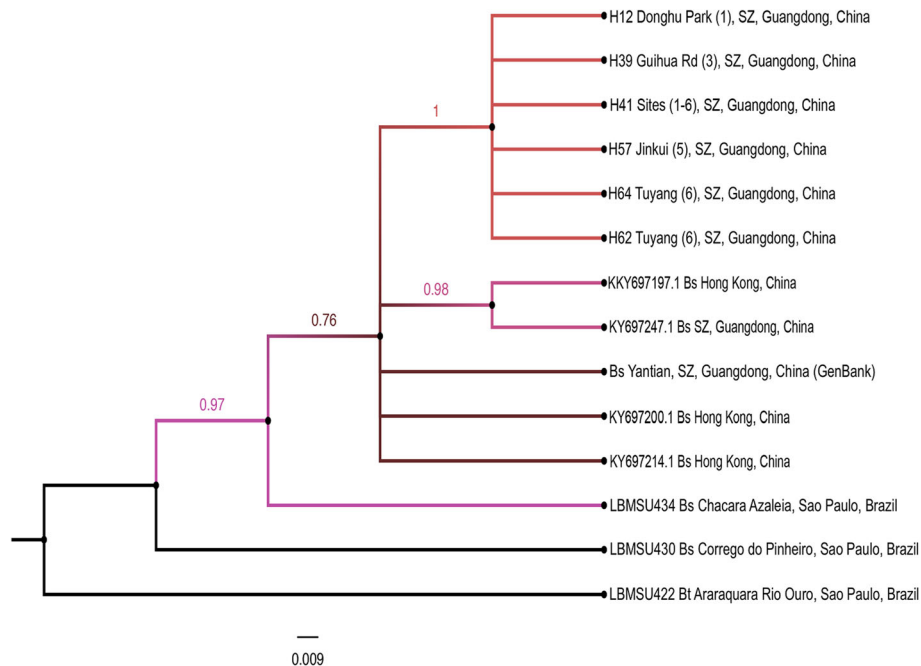 H12 Donghu Park (1), SZ, Guangdong, China
H39 Guihua Rd (3), SZ, Guangdong, China
1
H41 Sites (1-6), SZ, Guangdong, China
H57 Jinkui (5), SZ, Guangdong, China
H64 Tuyang (6), SZ, Guangdong, China
H62 Tuyang (6), SZ, Guangdong, China
KKY697197.1 Bs Hong Kong, China
0.98
0.76
KY697247.1 Bs SZ, Guangdong, China
Bs Yantian, SZ, Guangdong, China (GenBank)
0.97
KY697200.1 Bs Hong Kong, China
KY697214.1 Bs Hong Kong, China
LBMSU434 Bs Chacara Azaleia, Sao Paulo, Brazil
LBMSU430 Bs Corrego do Pinheiro, Sao Paulo, Brazil
LBMSU422 Bt Araraquara Rio Ouro, Sao Paulo, Brazil
0.009